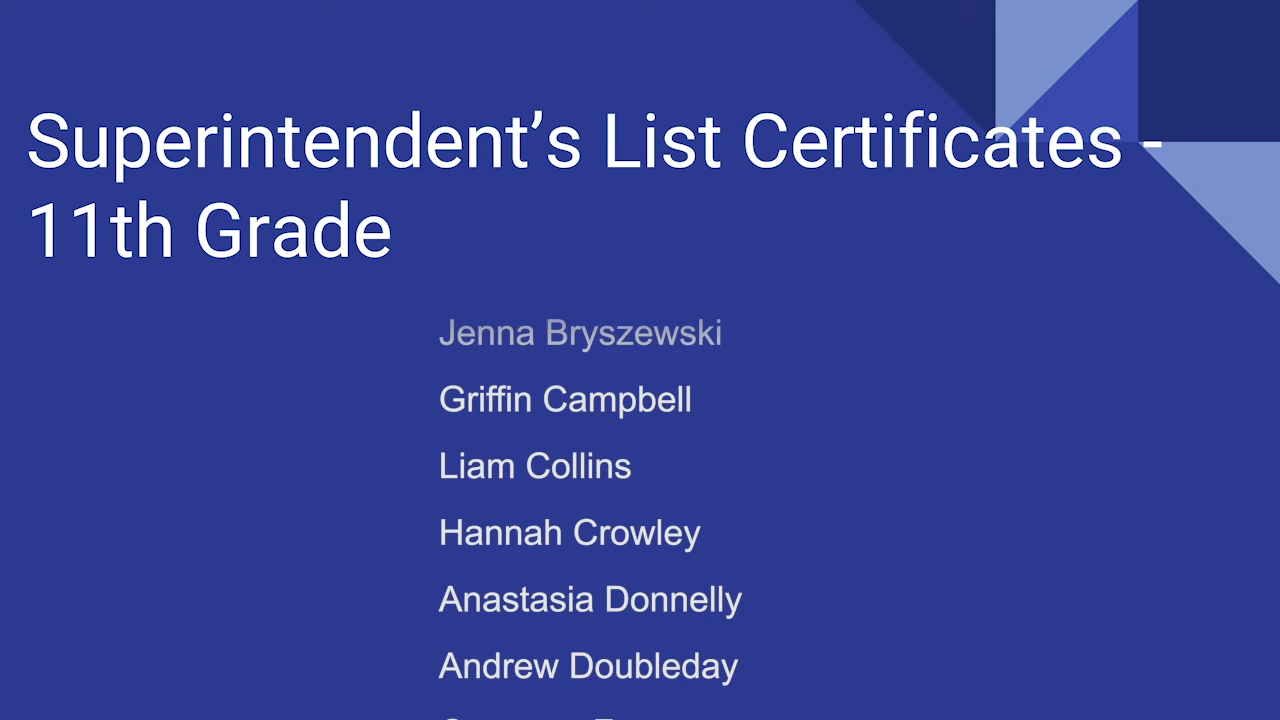 Superintendent’s List Certificates -
11th Grade
Jenna Bryszewski
Griffin Campbell
Liam Collins
Hannah Crowley
Anastasia Donnelly
Andrew Doubleday